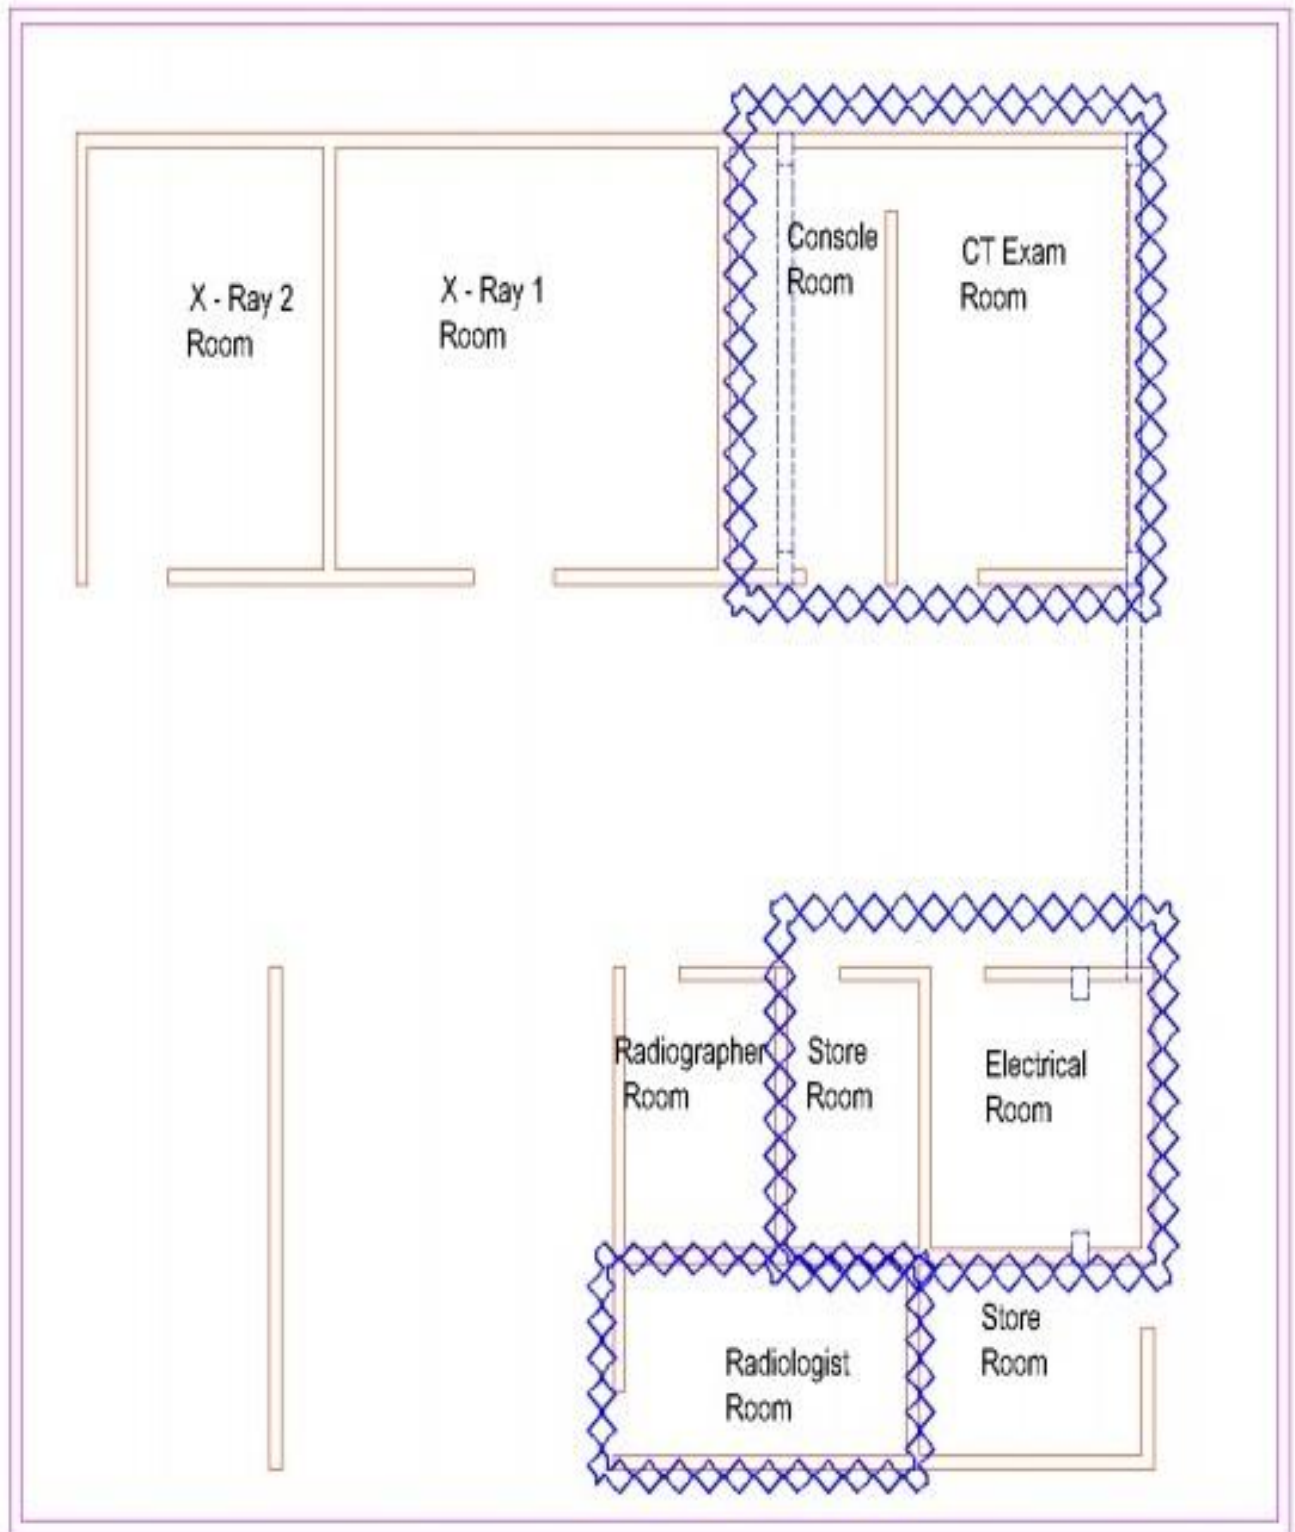 Console
Room
CT Exam
Room
X - Ray 2
Room
X - Ray 1
Room
Radiographer
Room
Store
Room
Electrical
Room
Store
Room
Radiologist
Room